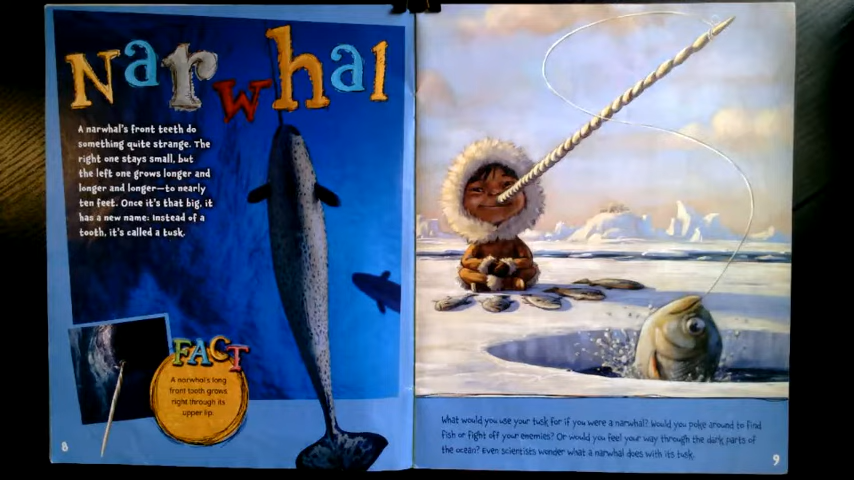 Narwhal
A narwhal's front teeth do
something quite strange. The
right one stays small, but
the left one grows longer and
longer and longer—to nearly
ten feet. Once it's that big, it
has a new name: Instead of a
tooth, it's called a tusk.
FACT
A narwhal's long
front tooth grows
right through its
upper lip.
8
What would you use your tusk for if you were a narwhal? Would you poke around to find
fish or fight off your enemies? Or would you feel your way through the dark parts of
the ocean? Even scientists wonder what a narwhal does with its tusk.
9